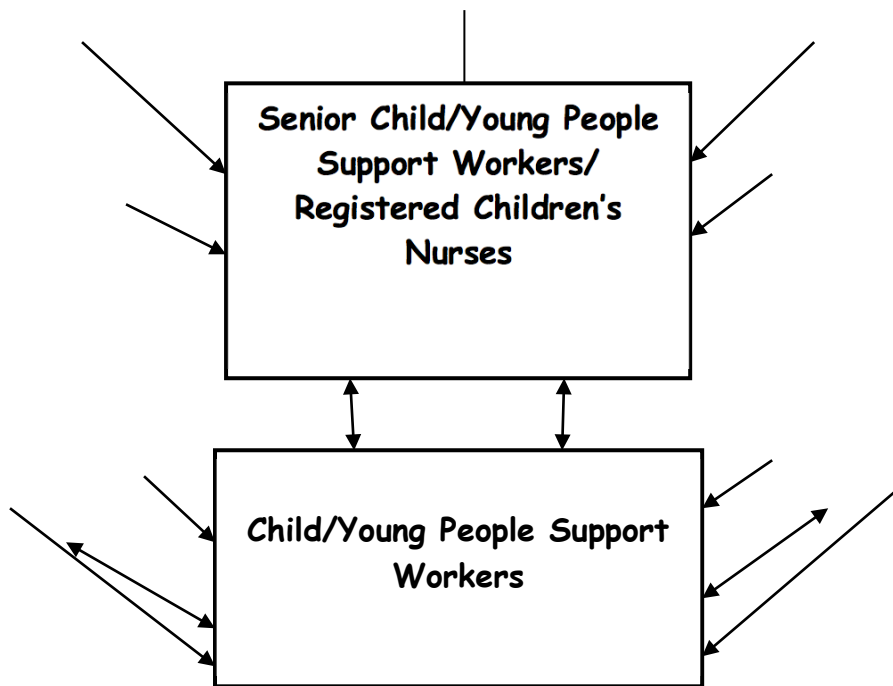 Senior Child/Young People
Support Workers/
Registered Children's
Nurses
Child/Young People Support
Workers